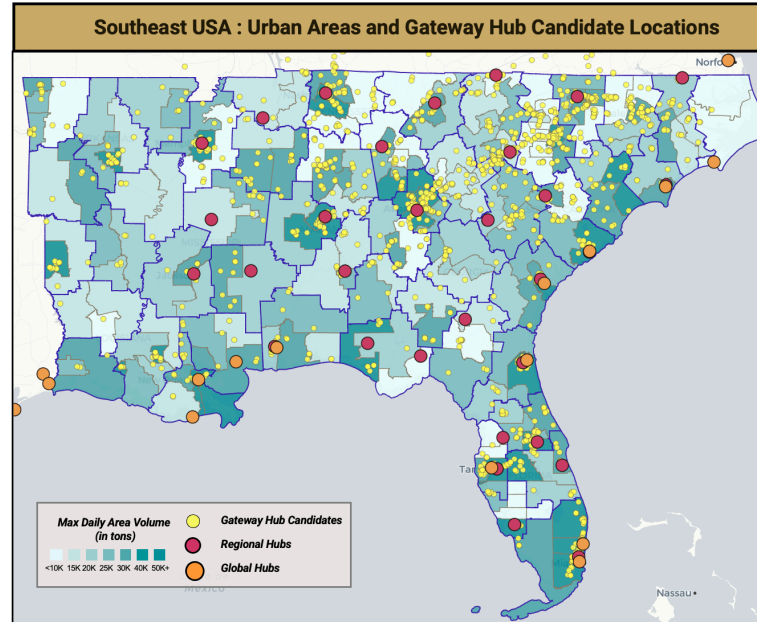 Southeast USA : Urban Areas and Gateway Hub Candidate Locations
Norfo
Tar
Max Daily Area Volume
(in tons)
<10K 15K 20K 25K 30K 40K 50K+
Gateway Hub Candidates
Regional Hubs
Global Hubs
Mexico
Nassau